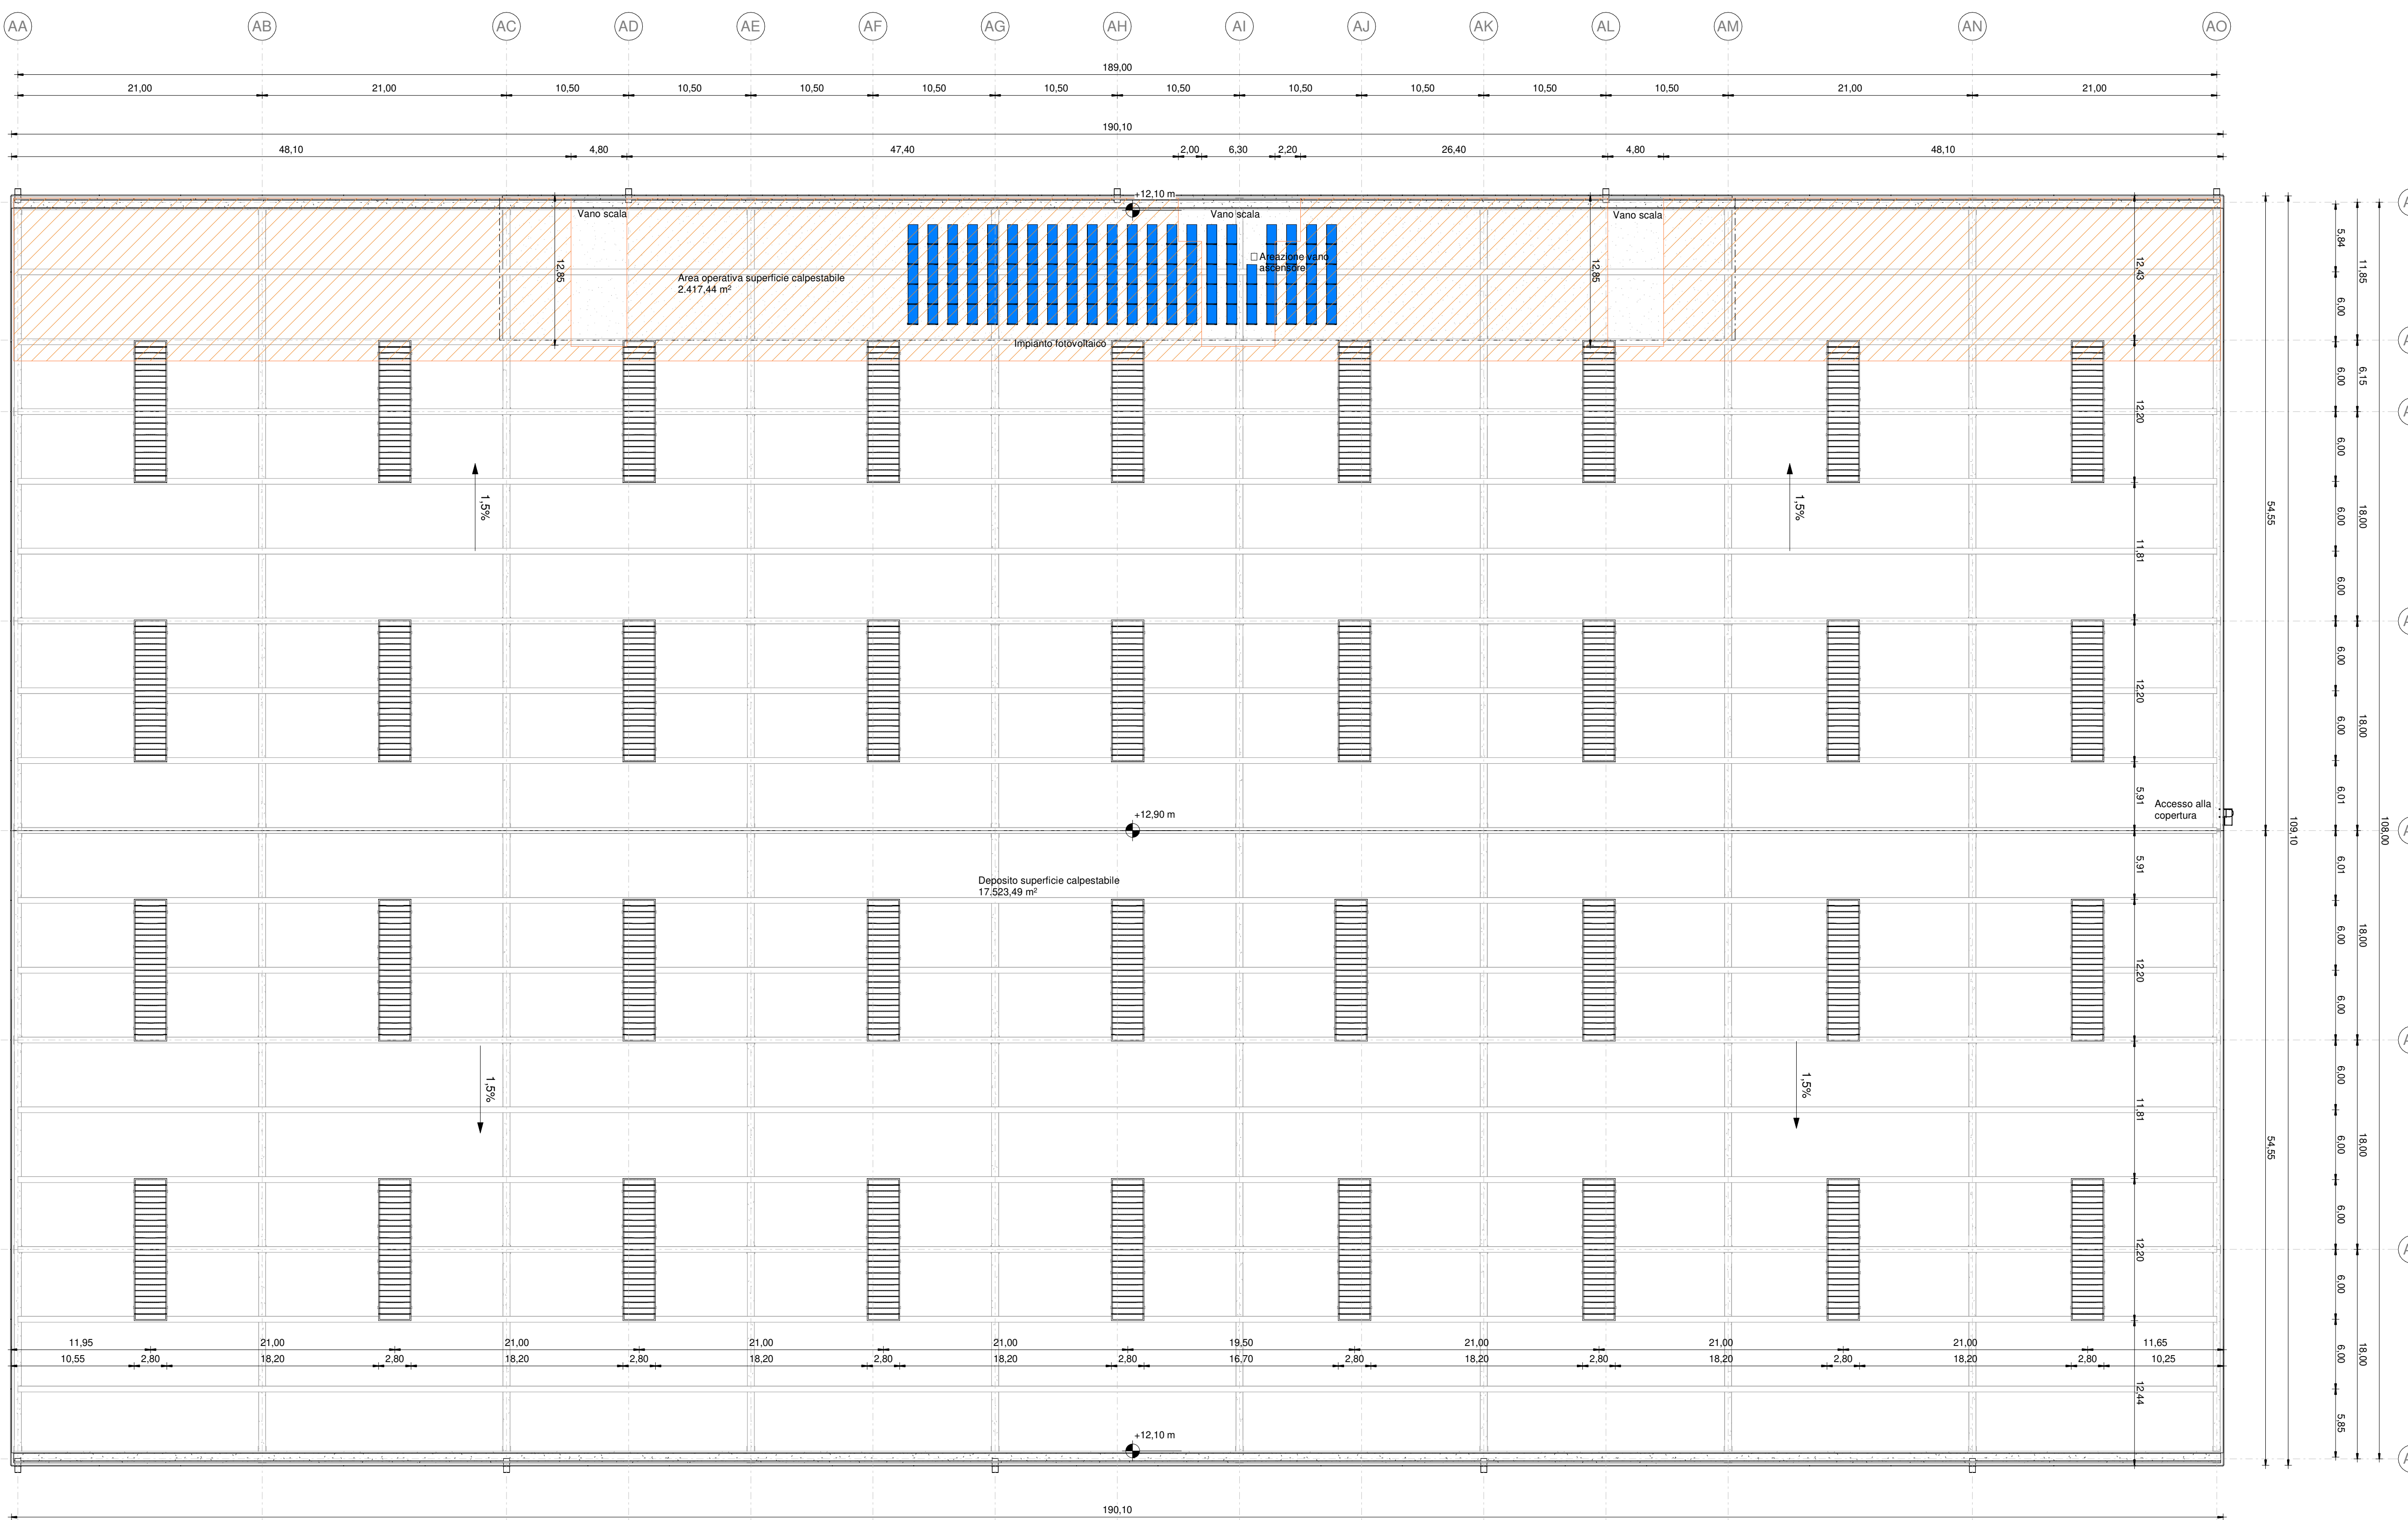 AA AB AC AD AE AF AG AH AI AJ AK AL AM AN AO
189,00
21,00 21,00 10,50 10,50 10,50 10,50 10,50 10,50 10,50 10,50 10,50 10,50 21,00 21,00
190,10
48,10 4,80 47,40 2,00 6,30 2,20 26,40 4,80 48,10
+12,10 m
Vano scala
Vano scala
Vano scala
Areazione vano
ascensore
Area operativa superficie calpestabile
2.417,44 m²
12,85
12,85
Impianto fotovoltaico
1,5%
1,5%
+12,90 m
Accesso alla
copertura
Deposito superficie calpestabile
17.523,49 m²
1,5%
1,5%
11,95 21,00 21,00 21,00 21,00 19,50 21,00 21,00 21,00 11,65
10,55 2,80 18,20 2,80 18,20 2,80 18,20 2,80 18,20 2,80 16,70 2,80 18,20 2,80 18,20 2,80 18,20 2,80 10,25
+12,10 m
190,10
12,43 12,20 11,81 12,20 5,91 5,91 12,20 11,81 12,20 12,44
54,55 54,55
109,10
5,84 6,00 6,00 6,00 6,00 6,00 6,00 6,00 6,01 6,01 6,00 6,00 6,00 6,00 6,00 6,00 6,00 5,85
11,85 6,15 18,00 18,00 18,00 18,00 18,00
108,00